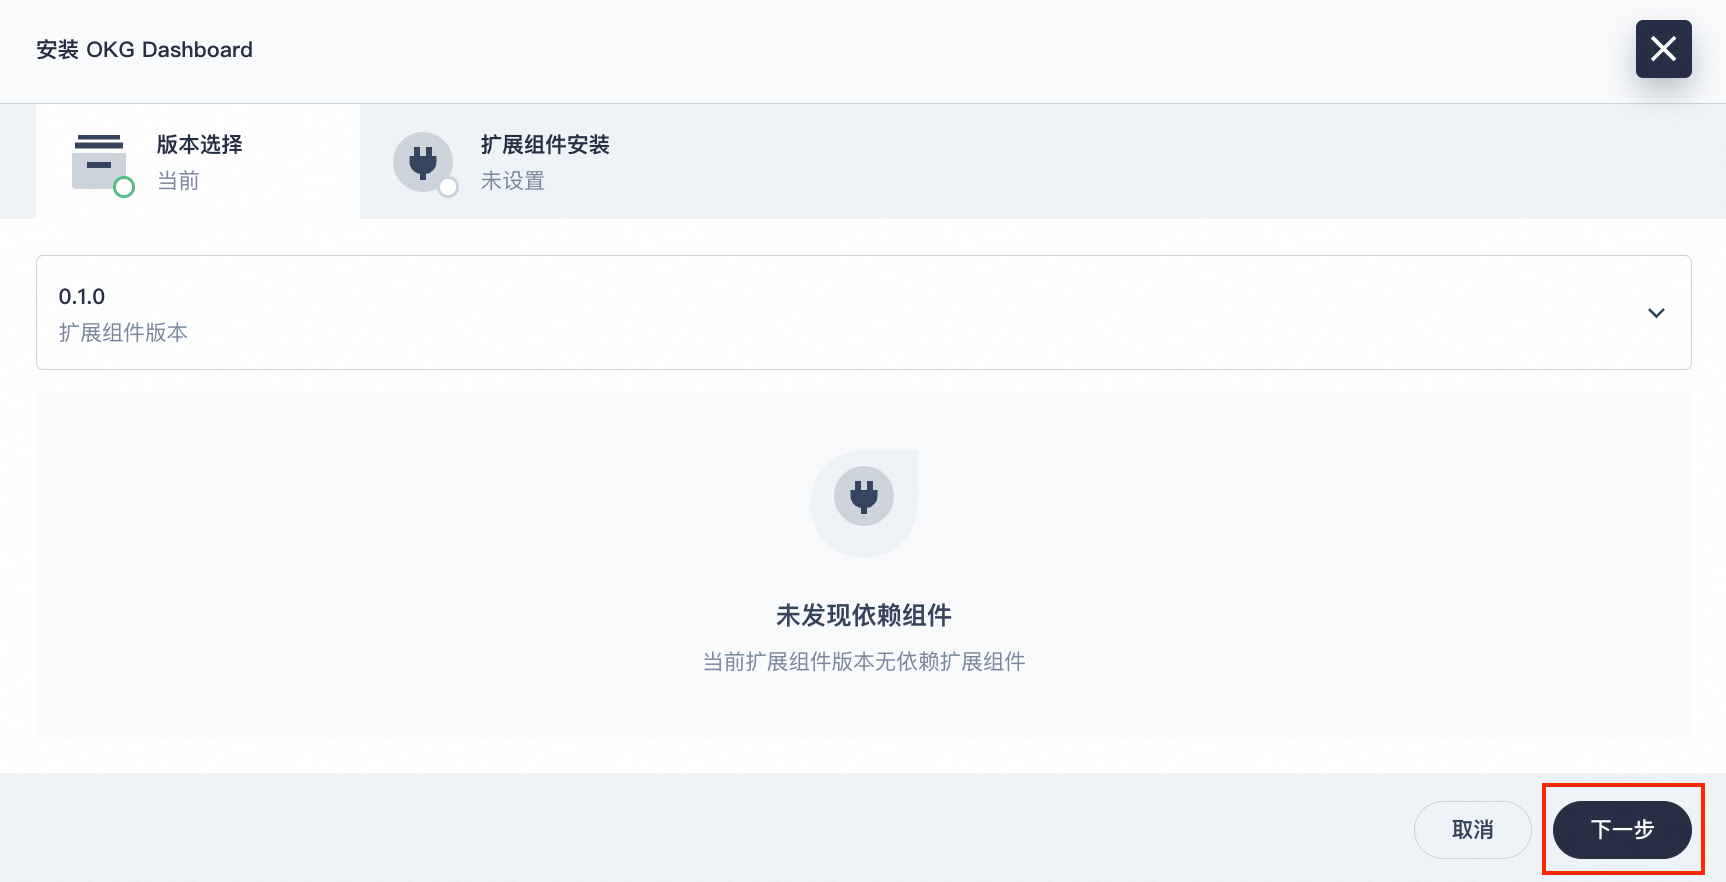 安装 OKG Dashboard
版本选择
当前
扩展组件安装
未设置
0.1.0
扩展组件版本
未发现依赖组件
当前扩展组件版本无依赖扩展组件
取消
下一步